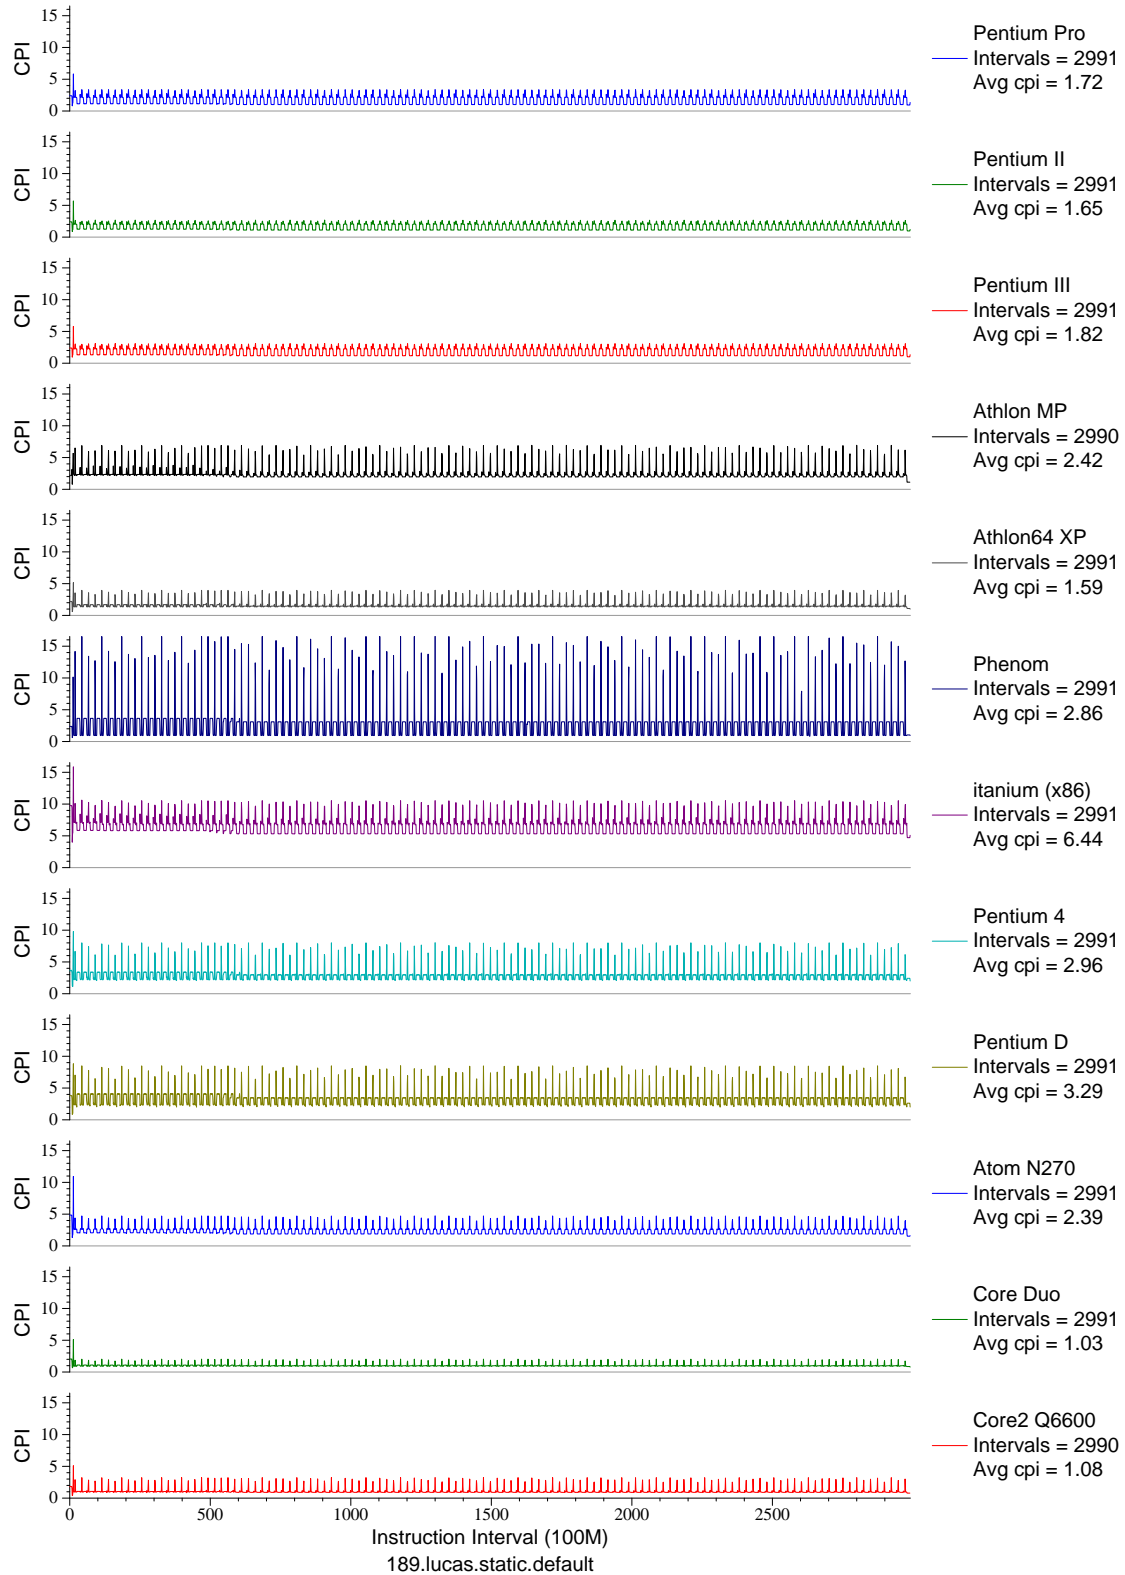 15
10
5
0
CPI
Pentium Pro
Intervals = 2991
Avg cpi = 1.72
15
10
5
0
CPI
Pentium II
Intervals = 2991
Avg cpi = 1.65
15
10
5
0
CPI
Pentium III
Intervals = 2991
Avg cpi = 1.82
15
10
5
0
CPI
Athlon MP
Intervals = 2990
Avg cpi = 2.42
15
10
5
0
CPI
Athlon64 XP
Intervals = 2991
Avg cpi = 1.59
15
10
5
0
CPI
Phenom
Intervals = 2991
Avg cpi = 2.86
15
10
5
0
CPI
itanium (x86)
Intervals = 2991
Avg cpi = 6.44
15
10
5
0
CPI
Pentium 4
Intervals = 2991
Avg cpi = 2.96
15
10
5
0
CPI
Pentium D
Intervals = 2991
Avg cpi = 3.29
15
10
5
0
CPI
Atom N270
Intervals = 2991
Avg cpi = 2.39
15
10
5
0
CPI
Core Duo
Intervals = 2991
Avg cpi = 1.03
15
10
5
0
CPI
Core2 Q6600
Intervals = 2990
Avg cpi = 1.08
0 500 1000 1500 2000 2500
Instruction Interval (100M)
189.lucas.static.default